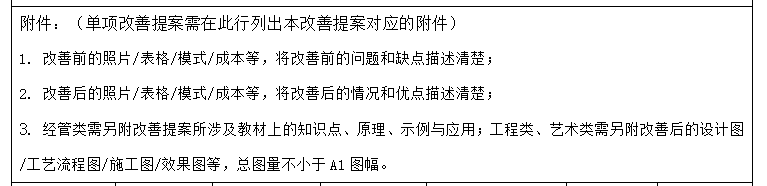 附件：（单项改善提案需在此行列出本改善提案对应的附件）
1. 改善前的照片/表格/模式/成本等，将改善前的问题和缺点描述清楚；
2. 改善后的照片/表格/模式/成本等，将改善后的情况和优点描述清楚；
3. 经管类需另附改善提案所涉及教材上的知识点、原理、示例与应用；工程类、艺术类需另附改善后的设计图
/工艺流程图/施工图/效果图等，总图量不小于 A1 图幅。